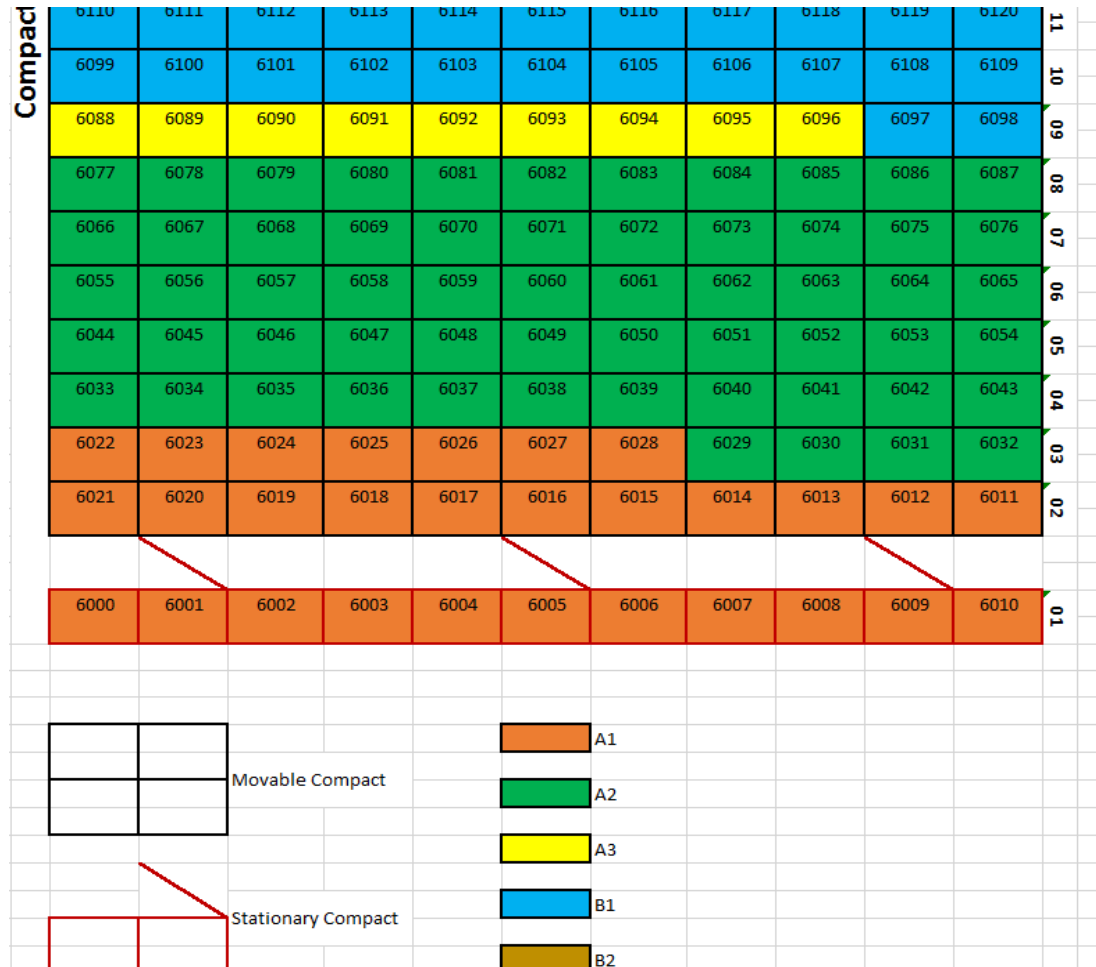 Compact
6110 6111 6112 6113 6114 6115 6116 6117 6118 6119 6120 11
6099 6100 6101 6102 6103 6104 6105 6106 6107 6108 6109 10
6088 6089 6090 6091 6092 6093 6094 6095 6096 6097 6098 09
6077 6078 6079 6080 6081 6082 6083 6084 6085 6086 6087 08
6066 6067 6068 6069 6070 6071 6072 6073 6074 6075 6076 07
6055 6056 6057 6058 6059 6060 6061 6062 6063 6064 6065 06
6044 6045 6046 6047 6048 6049 6050 6051 6052 6053 6054 05
6033 6034 6035 6036 6037 6038 6039 6040 6041 6042 6043 04
6022 6023 6024 6025 6026 6027 6028 6029 6030 6031 6032 03
6021 6020 6019 6018 6017 6016 6015 6014 6013 6012 6011 02
6000 6001 6002 6003 6004 6005 6006 6007 6008 6009 6010 01
A1
Movable Compact
A2
A3
B1
Stationary Compact
B2